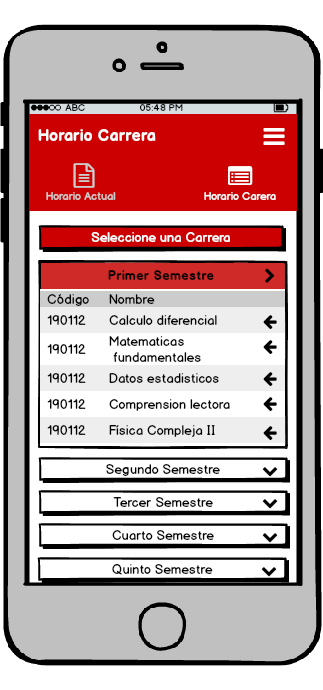 ABC 05:48 PM
Horario Carrera
Horario Actual Horario Carera
Seleccione una Carrera
Primer Semestre
Código Nombre
190112 Calculo diferencial
190112 Matematicas
fundamentales
190112 Datos estadisticos
190112 Comprension lectora
190112 Física Compleja II
Segundo Semestre
Tercer Semestre
Cuarto Semestre
Quinto Semestre